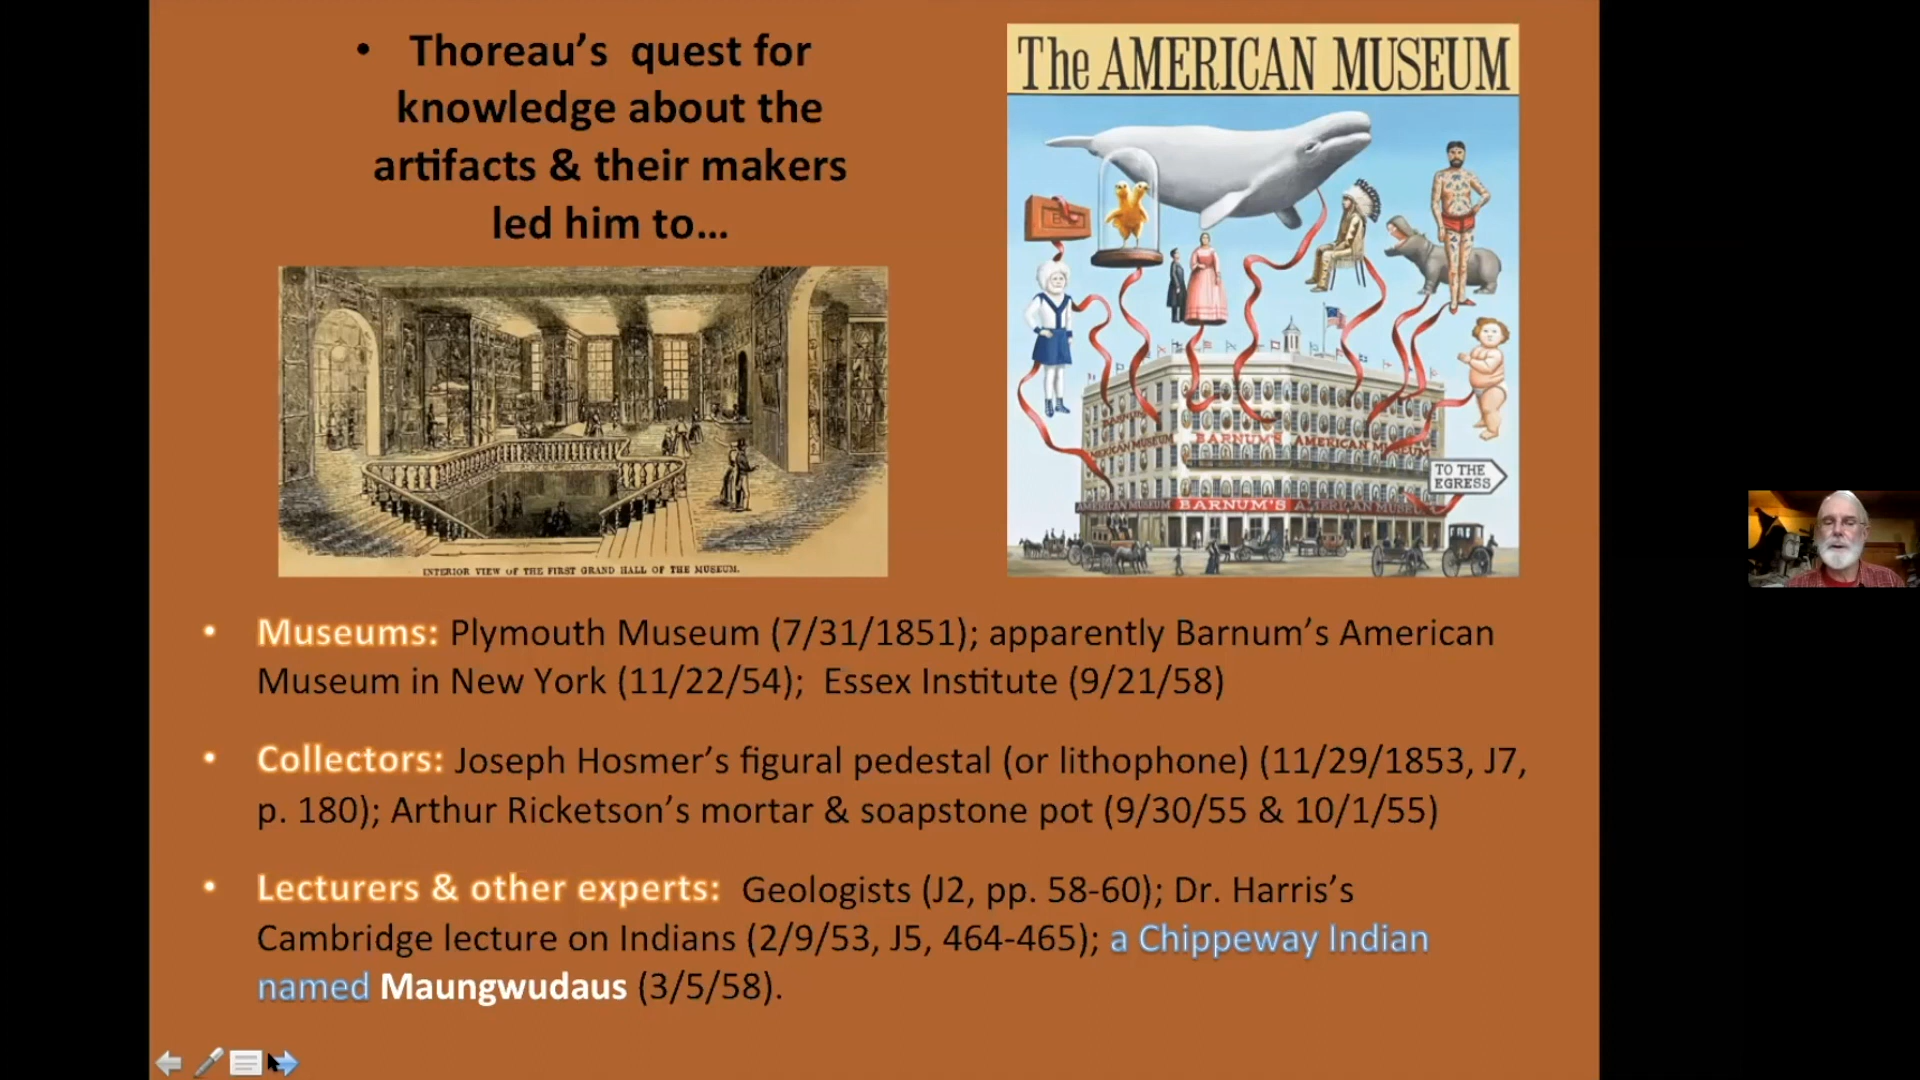 • Thoreau’s quest for
knowledge about the
artifacts & their makers
led him to…
The AMERICAN MUSEUM
BARNUM'S AMERICAN MUSEUM
TO THE
EGRESS
AMERICAN MUSEUM BARNUM'S AMERICAN MUSEUM
INTERIOR VIEW OF THE FIRST GRAND HALL OF THE MUSEUM.
• Museums: Plymouth Museum (7/31/1851); apparently Barnum’s American
Museum in New York (11/22/54); Essex Institute (9/21/58)
• Collectors: Joseph Hosmer’s figural pedestal (or lithophone) (11/29/1853, J7,
p. 180); Arthur Ricketson’s mortar & soapstone pot (9/30/55 & 10/1/55)
• Lecturers & other experts: Geologists (J2, pp. 58-60); Dr. Harris’s
Cambridge lecture on Indians (2/9/53, J5, 464-465); a Chippeway Indian
named Maungwudaus (3/5/58).